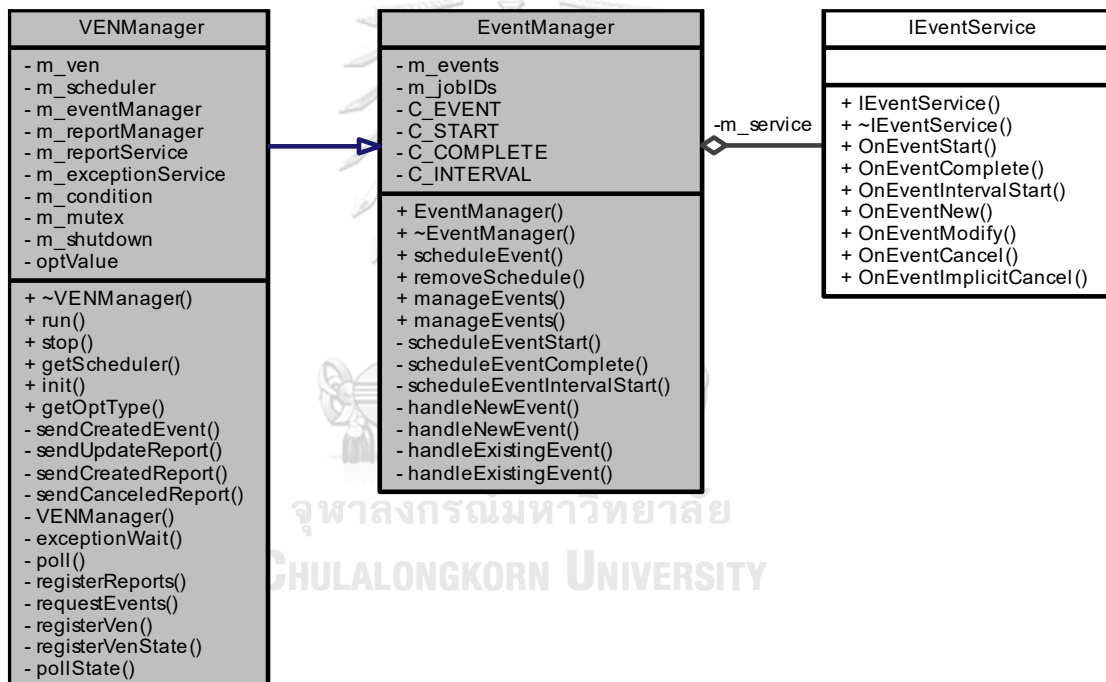 VENManager
- m_ven
- m_scheduler
- m_eventManager
- m_reportManager
- m_reportService
- m_exceptionService
- m_condition
- m_mutex
- m_shutdown
- optValue
+ ~VENManager()
+ run()
+ stop()
+ getScheduler()
+ init()
+ getOptType()
- sendCreatedEvent()
- sendUpdateReport()
- sendCreatedReport()
- sendCanceledReport()
- VENManager()
- exceptionWait()
- poll()
- registerReports()
- requestEvents()
- registerVen()
- registerVenState()
- pollState()
EventManager
- m_events
- m_jobIDs
- C_EVENT
- C_START
- C_COMPLETE
- C_INTERVAL
+ EventManager()
+ ~EventManager()
+ scheduleEvent()
+ removeSchedule()
+ manageEvents()
+ manageEvents()
- scheduleEventStart()
- scheduleEventComplete()
- scheduleEventIntervalStart()
- handleNewEvent()
- handleNewEvent()
- handleExistingEvent()
- handleExistingEvent()
-m_service
IEventService
+ IEventService()
+ ~IEventService()
+ OnEventStart()
+ OnEventComplete()
+ OnEventIntervalStart()
+ OnEventNew()
+ OnEventModify()
+ OnEventCancel()
+ OnEventImplicitCancel()
จุฬาลงกรณ์มหาวิทยาลัย
CHULALONGKORN UNIVERSITY